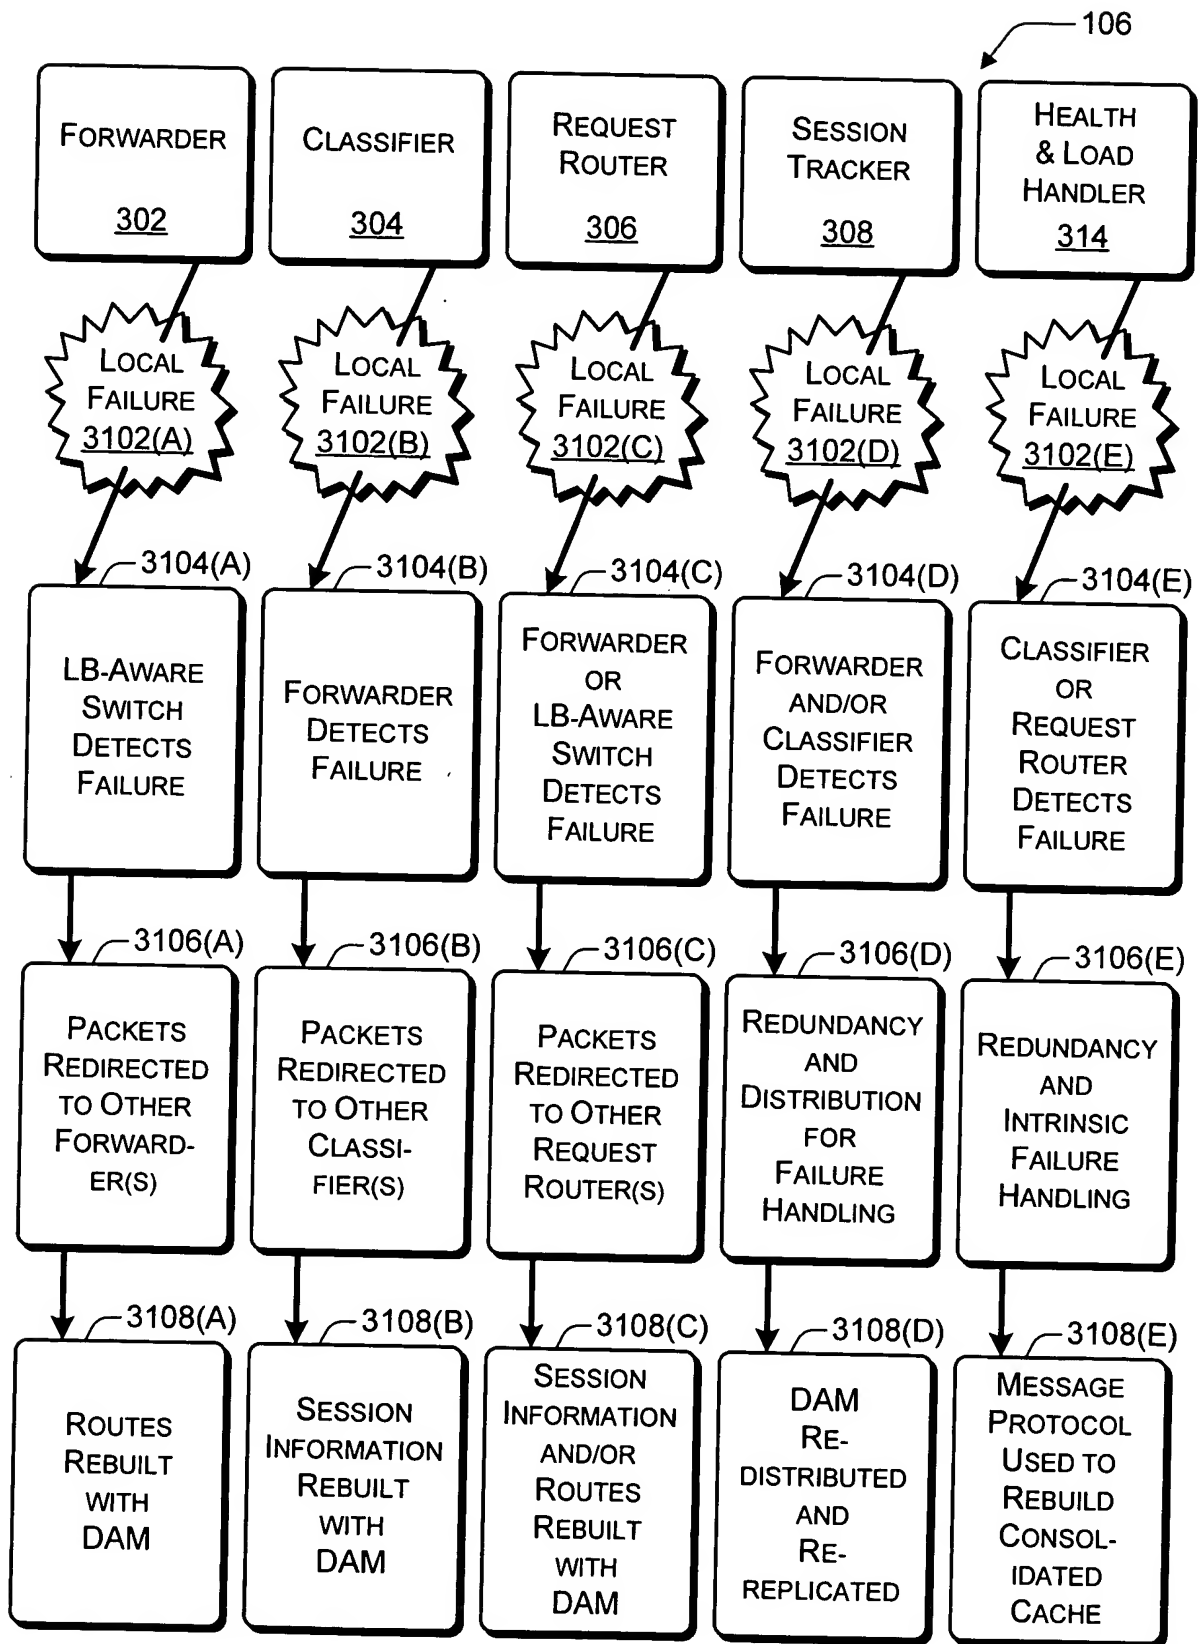 106
FORWARDER
302
CLASSIFIER
304
REQUEST
ROUTER
306
SESSION
TRACKER
308
HEALTH
& LOAD
HANDLER
314
LOCAL
FAILURE
3102(A)
LOCAL
FAILURE
3102(B)
LOCAL
FAILURE
3102(C)
LOCAL
FAILURE
3102(D)
LOCAL
FAILURE
3102(E)
3104(A)
LB-AWARE
SWITCH
DETECTS
FAILURE
3104(B)
FORWARDER
DETECTS
FAILURE
3104(C)
FORWARDER
OR
LB-AWARE
SWITCH
DETECTS
FAILURE
3104(D)
FORWARDER
AND/OR
CLASSIFIER
DETECTS
FAILURE
3104(E)
CLASSIFIER
OR
REQUEST
ROUTER
DETECTS
FAILURE
3106(A)
PACKETS
REDIRECTED
TO OTHER
FORWARD-
ER(S)
3106(B)
PACKETS
REDIRECTED
TO OTHER
CLASSI-
FIER(S)
3106(C)
PACKETS
REDIRECTED
TO OTHER
REQUEST
ROUTER(S)
3106(D)
REDUNDANCY
AND
DISTRIBUTION
FOR
FAILURE
HANDLING
3106(E)
REDUNDANCY
AND
INTRINSIC
FAILURE
HANDLING
3108(A)
ROUTES
REBUILT
WITH
DAM
3108(B)
SESSION
INFORMATION
REBUILT
WITH
DAM
3108(C)
SESSION
INFORMATION
AND/OR
ROUTES
REBUILT
WITH
DAM
3108(D)
DAM
RE-
DISTRIBUTED
AND
RE-
REPLICATED
3108(E)
MESSAGE
PROTOCOL
USED TO
REBUILD
CONSOL-
IDATED
CACHE